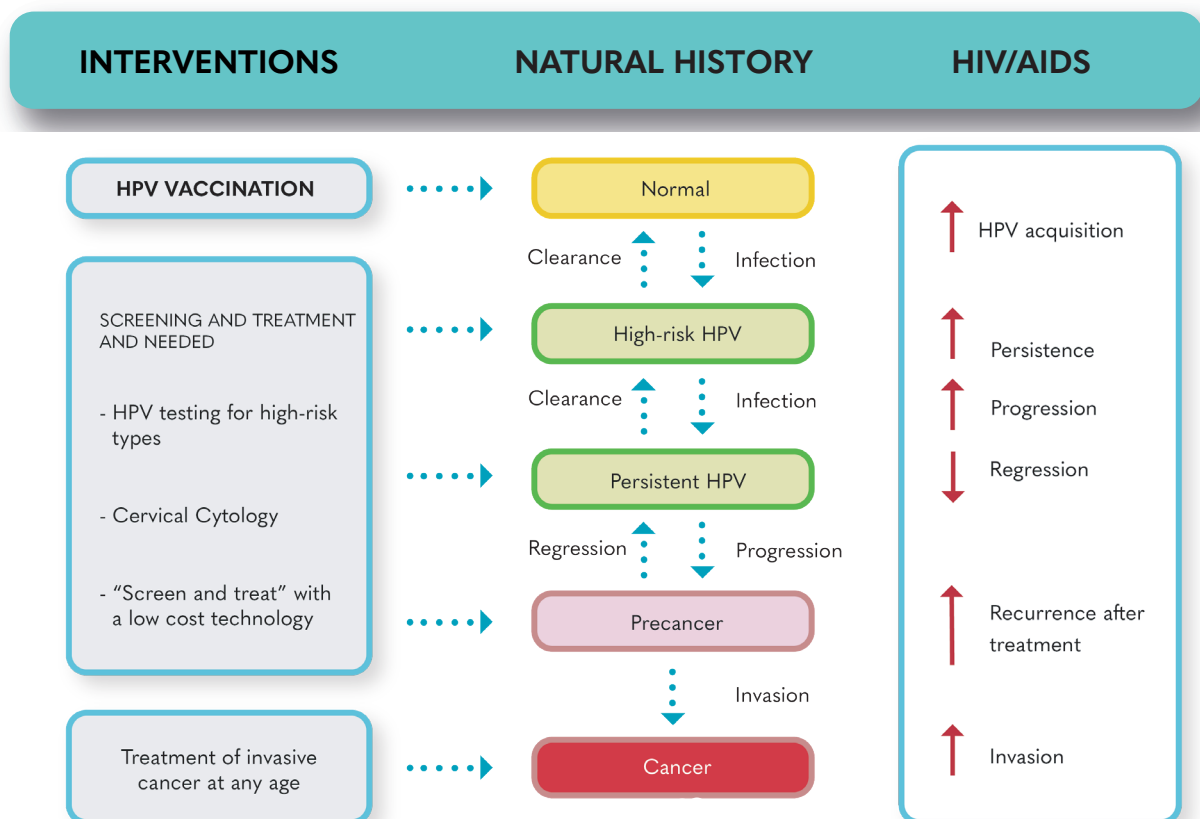 INTERVENTIONS
NATURAL HISTORY
HIV/AIDS
HPV VACCINATION
SCREENING AND TREATMENT
AND NEEDED
- HPV testing for high-risk
types
- Cervical Cytology
- “Screen and treat” with
a low cost technology
Treatment of invasive
cancer at any age
Normal
Clearance
Infection
High-risk HPV
Clearance
Infection
Persistent HPV
Regression
Progression
Precancer
Invasion
Cancer
HPV acquisition
Persistence
Progression
Regression
Recurrence after
treatment
Invasion